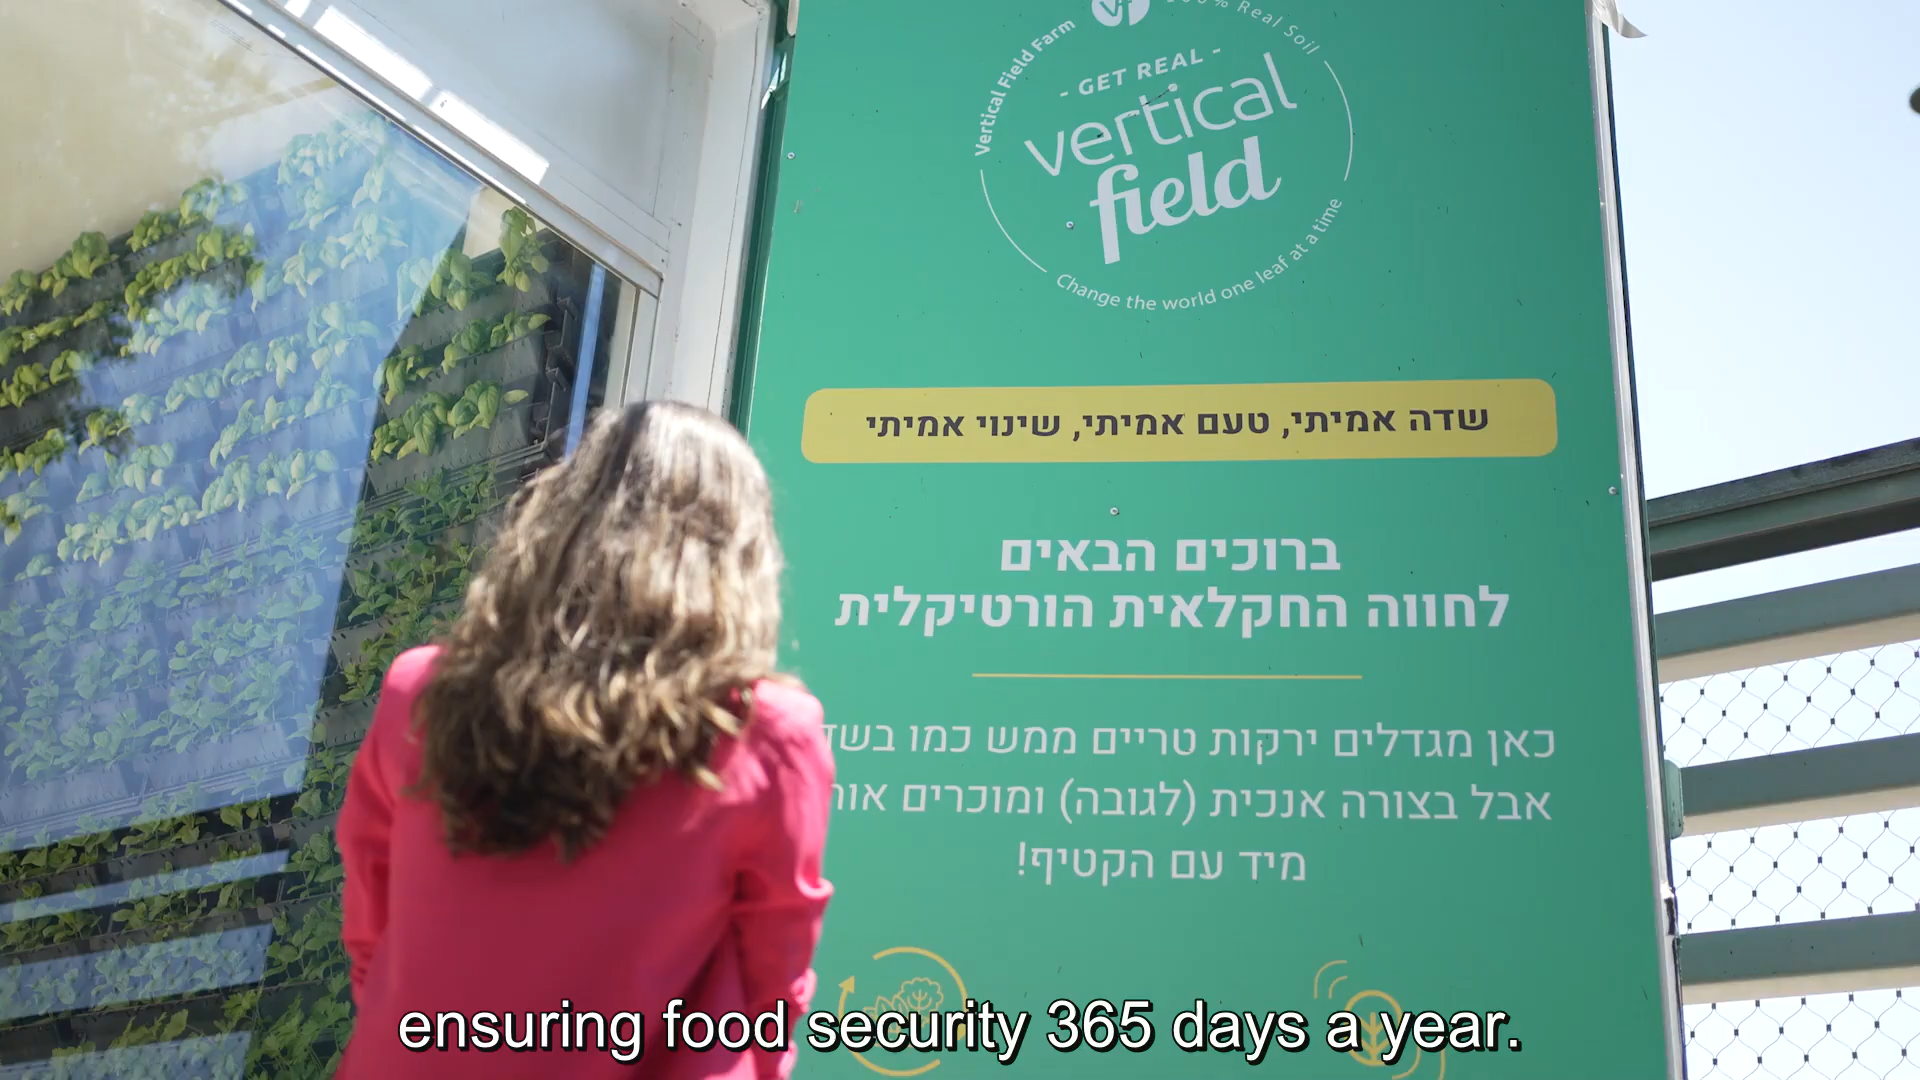 Vertical Field Farm
100% Real Soil
- GET REAL -
vertical
field
Change the world one leaf at a time
שדה אמיתי, טעם אמיתי, שינוי אמיתי
ברוכים הבאים
לחווה החקלאית הורטיקלית
כאן מגדלים ירקות טריים ממש כמו
אבל בצורה אנכית (לגובה) ומוכרים
מיד עם הקטיף!
ensuring food security 365 days a year.